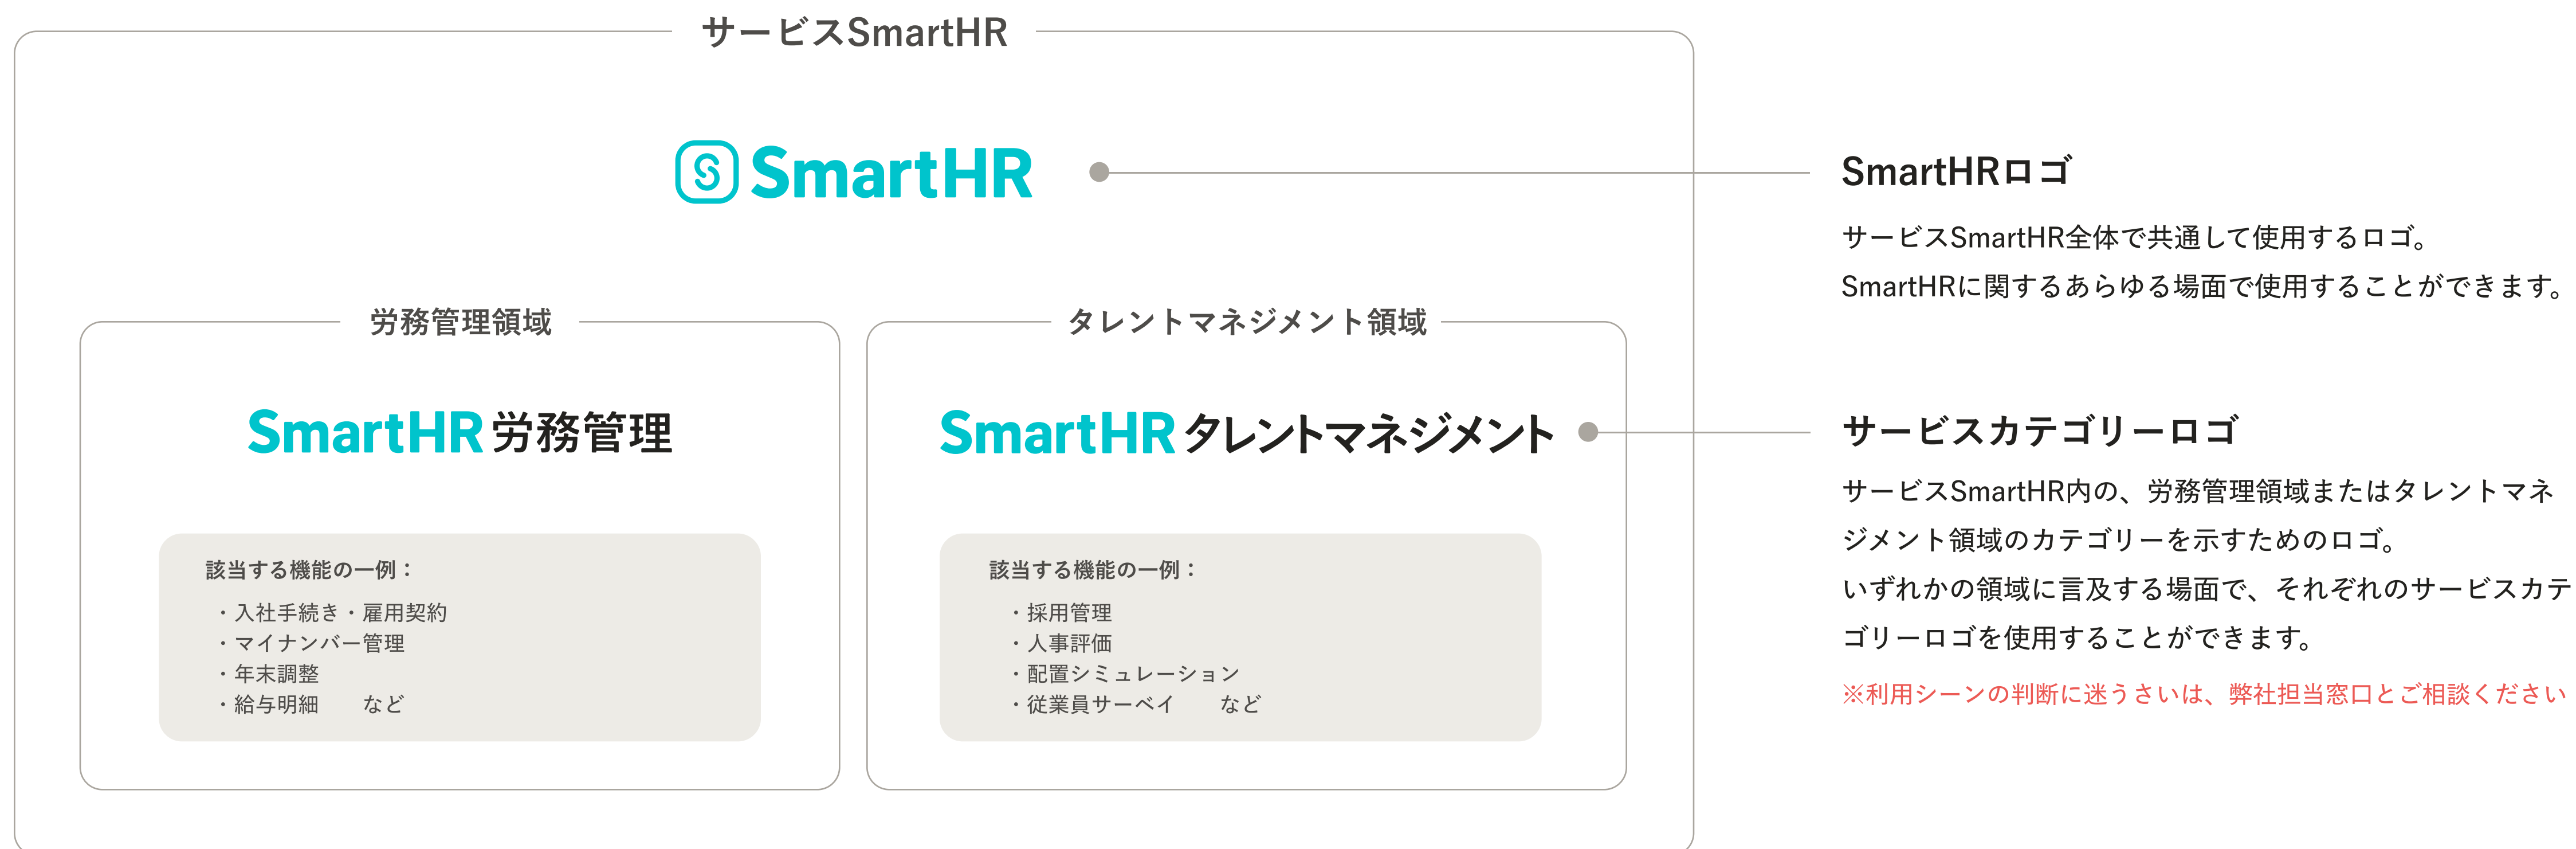 サービスSmartHR
SmartHR
SmartHRロゴ
サービスSmartHR全体で共通して使用するロゴ。
SmartHRに関するあらゆる場面で使用することができます。
労務管理領域
SmartHR 労務管理
該当する機能の一例：
・入社手続き・雇用契約
・マイナンバー管理
・年末調整
・給与明細　　など
タレントマネジメント領域
SmartHR タレントマネジメント
該当する機能の一例：
・採用管理
・人事評価
・配置シミュレーション
・従業員サーベイ　　など
サービスカテゴリーロゴ
サービスSmartHR内の、労務管理領域またはタレントマネ
ジメント領域のカテゴリーを示すためのロゴ。
いずれかの領域に言及する場面で、それぞれのサービスカテ
ゴリーロゴを使用することができます。
※利用シーンの判断に迷うさいは、弊社担当窓口とご相談ください